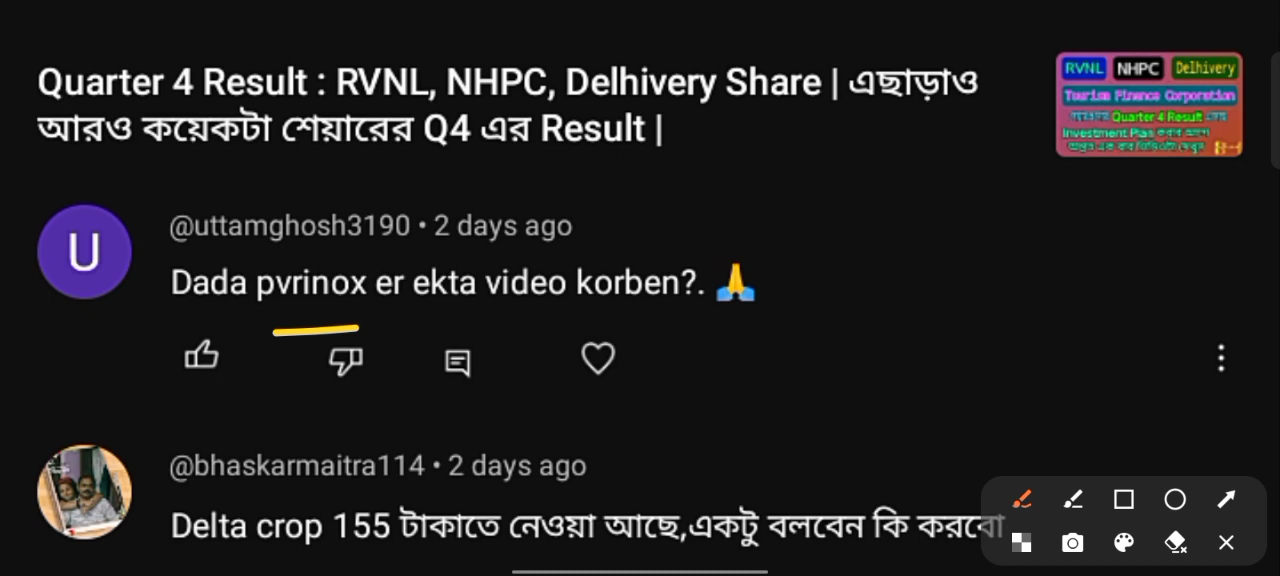 Quarter 4 Result : RVNL, NHPC, Delhivery Share | এছাড়াও
আরও কয়েকটা শেয়ারের Q4 এর Result |
RVNL NHPC Delhivery
Tourism Finance Corporation
Quarter 4 Result
Investment Plan করার আগে
U
@uttamghosh3190 • 2 days ago
Dada pvrinox er ekta video korben?. 🙏
@bhaskarmaitra114 • 2 days ago
Delta crop 155 টাকাতে নেওয়া আছে,একটু বলবেন কি করবো